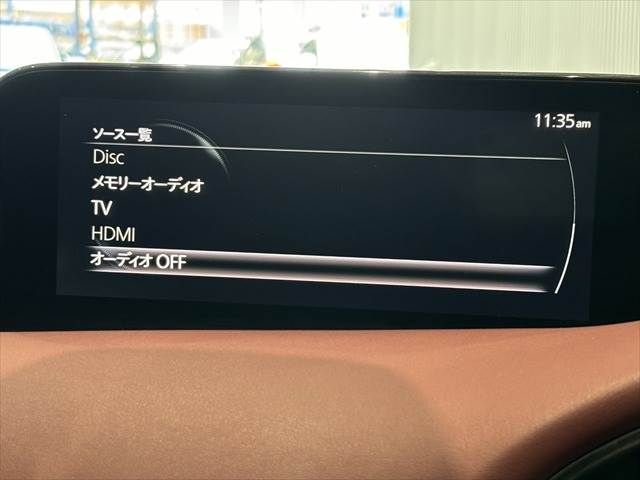 11:35am
ソース一覧
Disc
メモリーオーディオ
TV
HDMI
オーディオ OFF